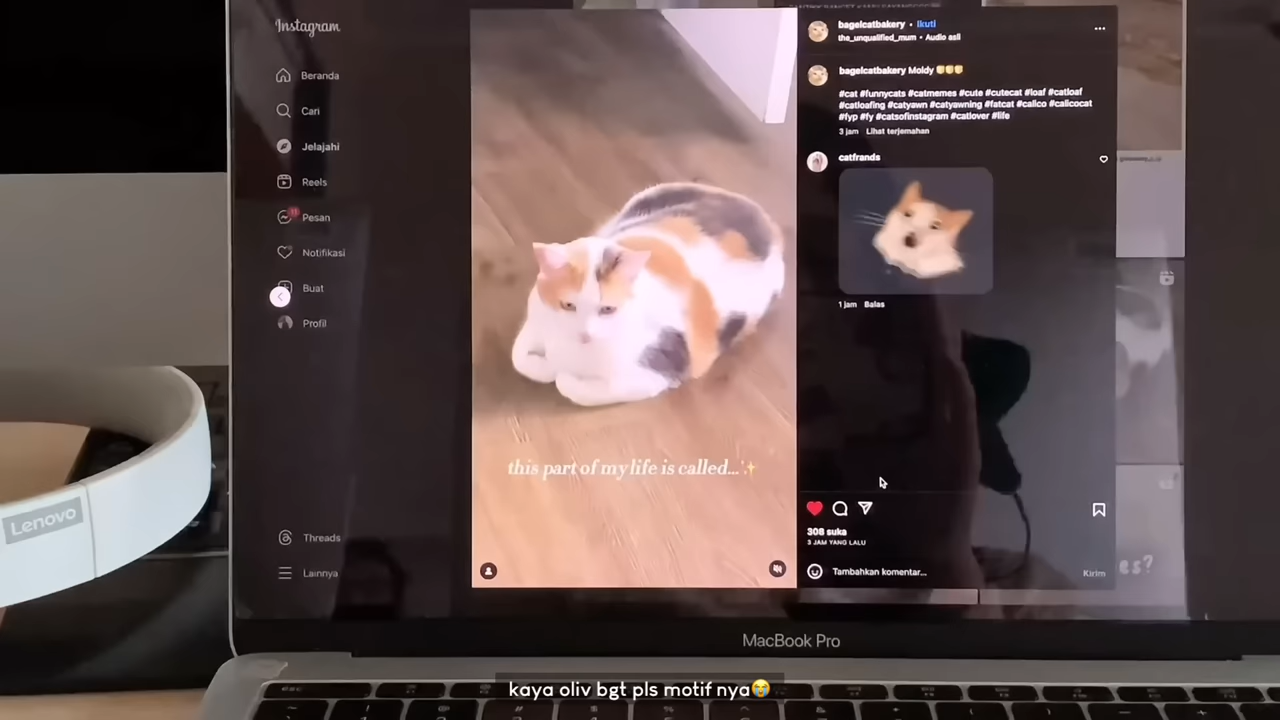 Instagram
Beranda
Cari
Jelajahi
Reels
11
Pesan
Notifikasi
Buat
Profil
Threads
Lainnya
this part of my life is called...✨
bagelcatbakery • Ikuti
the_unqualified_mum • Audio asli
bagelcatbakery Moldy 🍞🍞🍞
#cat #funnycats #catmemes #cute #cutecat #loaf #catloaf
#catloafing #catyawn #catyawning #fatcat #calico #calicocat
#fyp #fy #catsofinstagram #catlover #life
3 jam Lihat terjemahan
catfrands
1 jam Balas
308 suka
3 JAM YANG LALU
Tambahkan komentar... Kirim
es?
Lenovo
MacBook Pro
esc
kaya oliv bgt pls motif nya😭